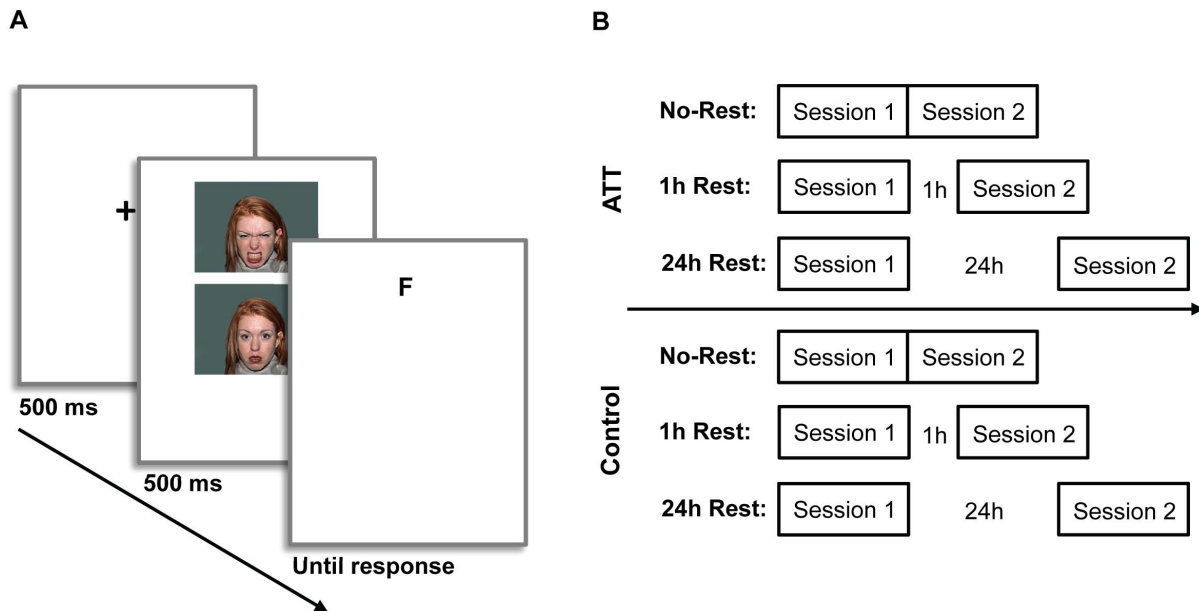 A
+
500 ms
500 ms
F
Until response
B
ATT
No-Rest: Session 1 Session 2
1h Rest: Session 1 1h Session 2
24h Rest: Session 1 24h Session 2
Control
No-Rest: Session 1 Session 2
1h Rest: Session 1 1h Session 2
24h Rest: Session 1 24h Session 2